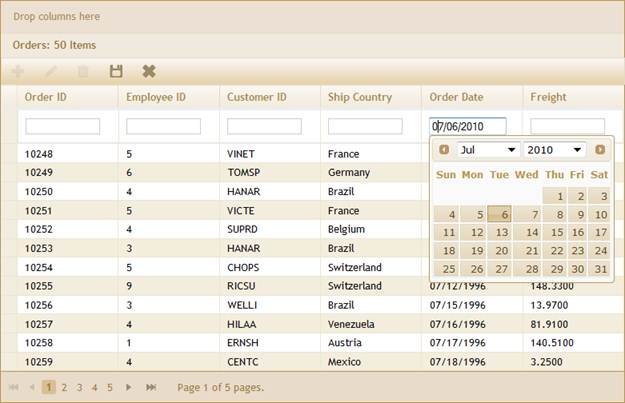 Drop columns here
Orders: 50 Items
Order ID Employee ID Customer ID Ship Country Order Date Freight
07/06/2010
Jul 2010
Sun Mon Tue Wed Thu Fri Sat
1 2 3
4 5 6 7 8 9 10
11 12 13 14 15 16 17
18 19 20 21 22 23 24
25 26 27 28 29 30 31
10248 5 VINET France
10249 6 TOMSP Germany
10250 4 HANAR Brazil
10251 5 VICTE France
10252 4 SUPRD Belgium
10253 3 HANAR Brazil
10254 5 CHOPS Switzerland
10255 9 RICSU Switzerland 07/12/1996 148.3300
10256 3 WELLI Brazil 07/15/1996 13.9700
10257 4 HILAA Venezuela 07/16/1996 81.9100
10258 1 ERNSH Austria 07/17/1996 140.5100
10259 4 CENTC Mexico 07/18/1996 3.2500
1 2 3 4 5 Page 1 of 5 pages.